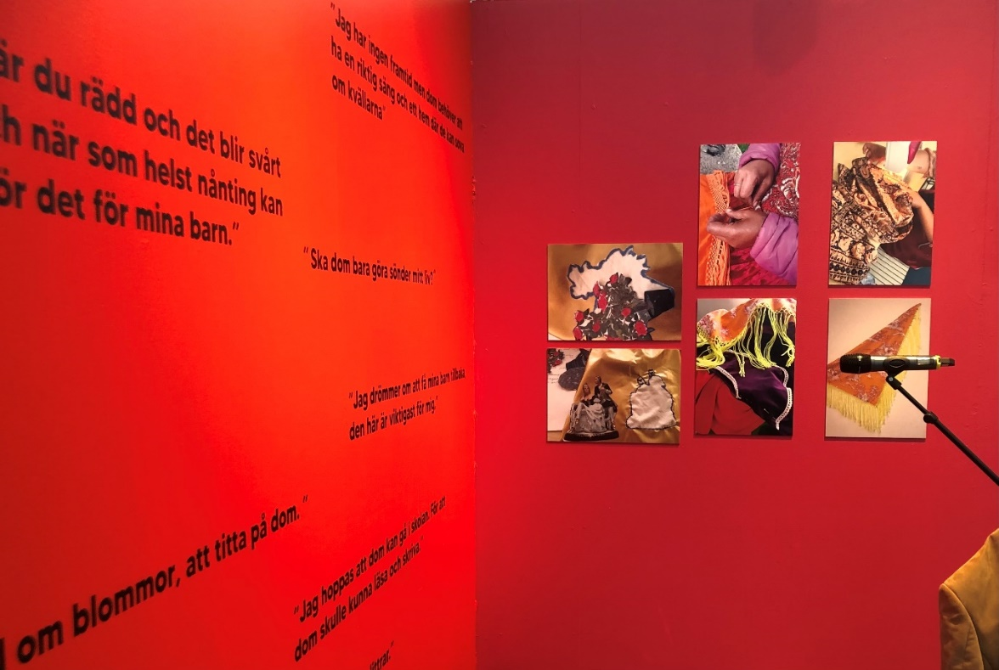 "Jag har ingen framtid men dom behöver att
ha en riktig säng och ett hem där de kan sova
om kvällarna"
är du rädd och det blir svårt
när som helst nånting kan
det för mina barn."
"Ska dom bara göra sönder mitt liv?"
"Jag drömmer om att få mina barn tillbaka,
den här är viktigast för mig."
om blommor, att titta på dom."
"Jag hoppas att dom kan gå i skolan. För att
dom skulle kunna läsa och skriva."